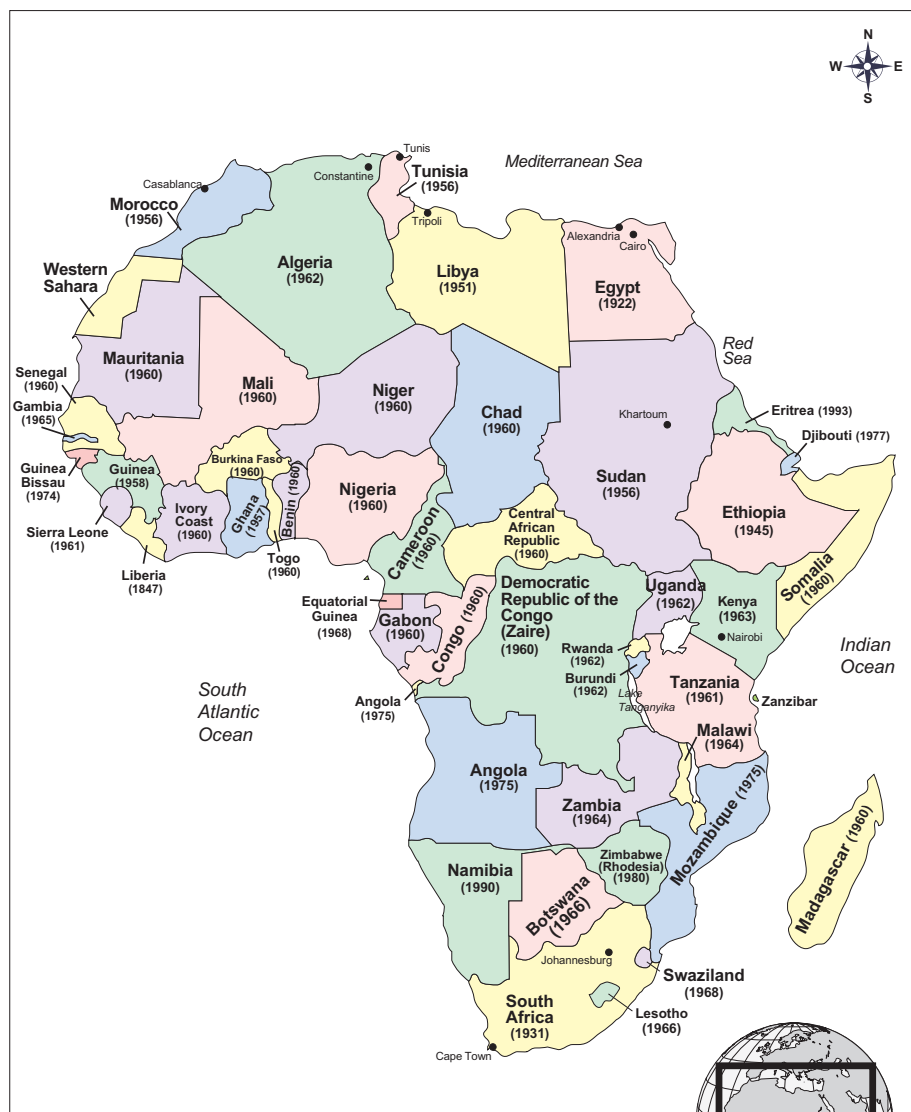 N
W E
S
Mediterranean Sea
Tunis
Constantine
Tunisia
(1956)
Casablanca
Morocco
(1956)
Tripoli
Alexandria
Cairo
Algeria
(1962)
Libya
(1951)
Egypt
(1922)
Western
Sahara
Red
Sea
Mauritania
(1960)
Mali
(1960)
Niger
(1960)
Chad
(1960)
Khartoum
Sudan
(1956)
Eritrea (1993)
Djibouti (1977)
Senegal
(1960)
Gambia
(1965)
Guinea
Bissau
(1974)
Guinea
(1958)
Burkina Faso
(1960)
Sierra Leone
(1961)
Liberia
(1847)
Ivory
Coast
(1960)
Ghana
(1957)
Togo
(1960)
Benin (1960)
Nigeria
(1960)
Cameroon
(1960)
Central
African
Republic
(1960)
Ethiopia
(1945)
Somalia
(1960)
Equatorial
Guinea
(1968)
Gabon
(1960)
Congo (1960)
Democratic
Republic of the
Congo
(Zaire)
(1960)
Uganda
(1962)
Kenya
(1963)
Nairobi
Rwanda
(1962)
Burundi
(1962)
Lake
Tanganyika
Tanzania
(1961)
Zanzibar
Indian
Ocean
South
Atlantic
Ocean
Angola
(1975)
Angola
(1975)
Malawi
(1964)
Zambia
(1964)
Mozambique (1975)
Madagascar (1960)
Namibia
(1990)
Zimbabwe
(Rhodesia)
(1980)
Botswana
(1966)
Johannesburg
Swaziland
(1968)
Lesotho
(1966)
South
Africa
(1931)
Cape Town